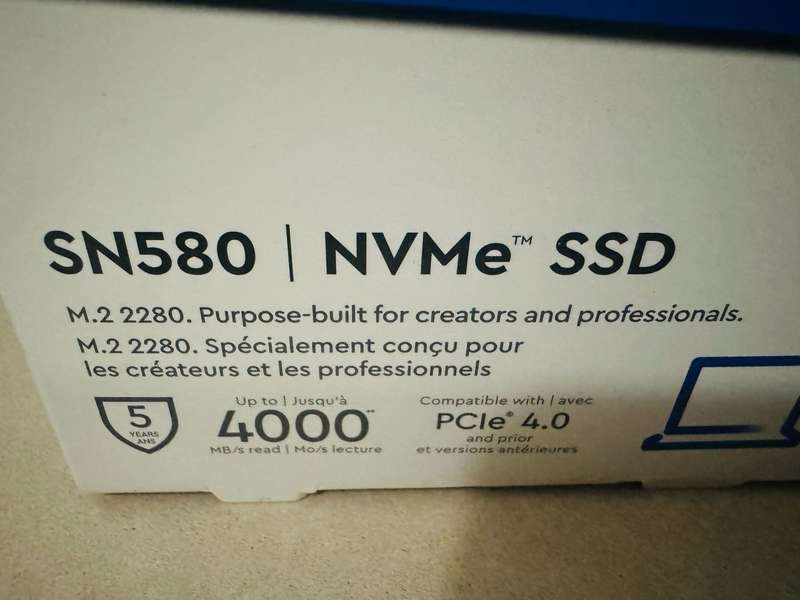 SN580 | NVMe™ SSD
M.2 2280. Purpose-built for creators and professionals.
M.2 2280. Spécialement conçu pour
les créateurs et les professionnels
5
YEARS
ANS
Up to | Jusqu'à
4000**
MB/s read | Mo/s lecture
Compatible with | avec
PCIe® 4.0
and prior
et versions antérieures